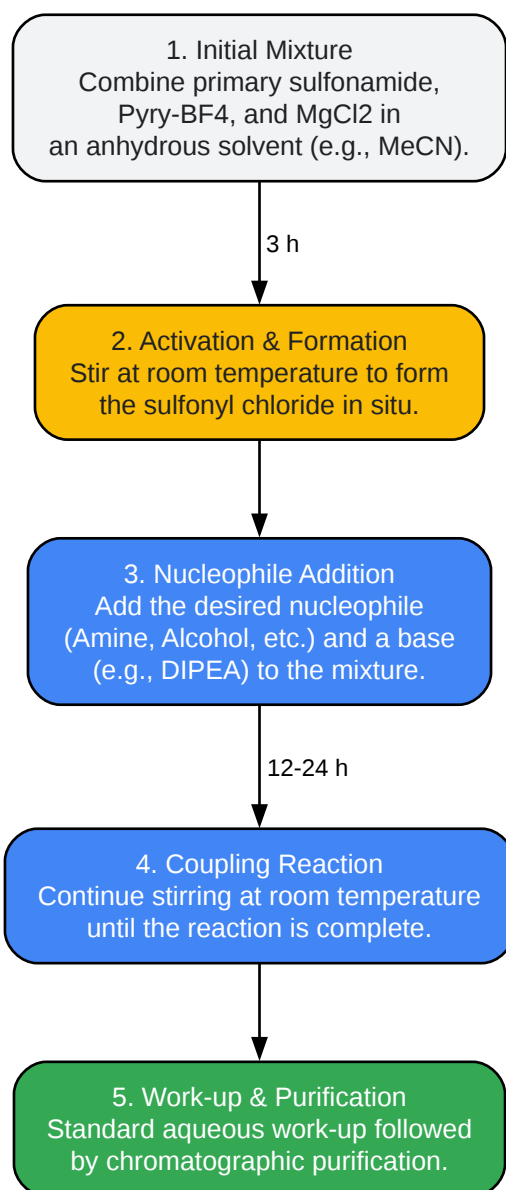 1. Initial Mixture
Combine primary sulfonamide,
Pyry-BF4, and MgCl2 in
an anhydrous solvent (e.g., MeCN).
3 h
2. Activation & Formation
Stir at room temperature to form
the sulfonyl chloride in situ.
3. Nucleophile Addition
Add the desired nucleophile
(Amine, Alcohol, etc.) and a base
(e.g., DIPEA) to the mixture.
12-24 h
4. Coupling Reaction
Continue stirring at room temperature
until the reaction is complete.
5. Work-up & Purification
Standard aqueous work-up followed
by chromatographic purification.